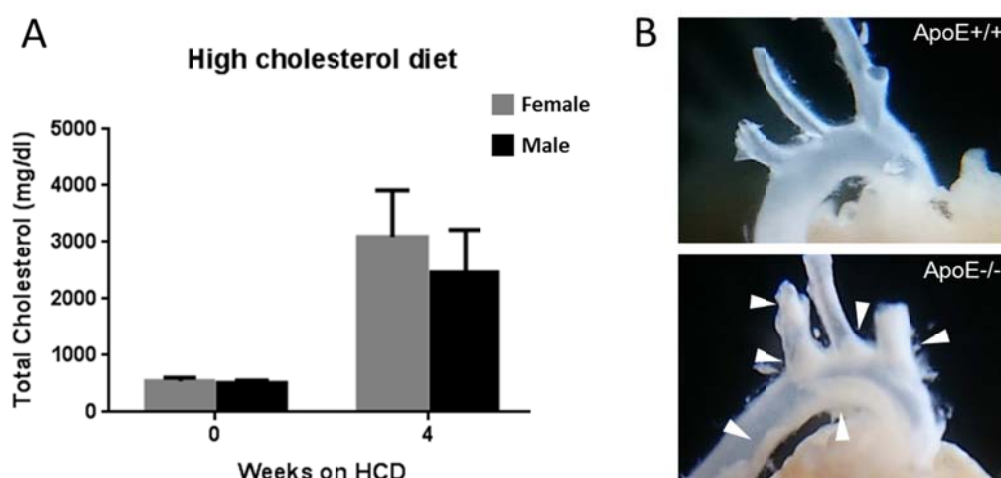 A
High cholesterol diet
Female
Male
5000
4000
3000
2000
1000
0
Total Cholesterol (mg/dl)
0
4
Weeks on HCD
B
ApoE+/+
ApoE-/-